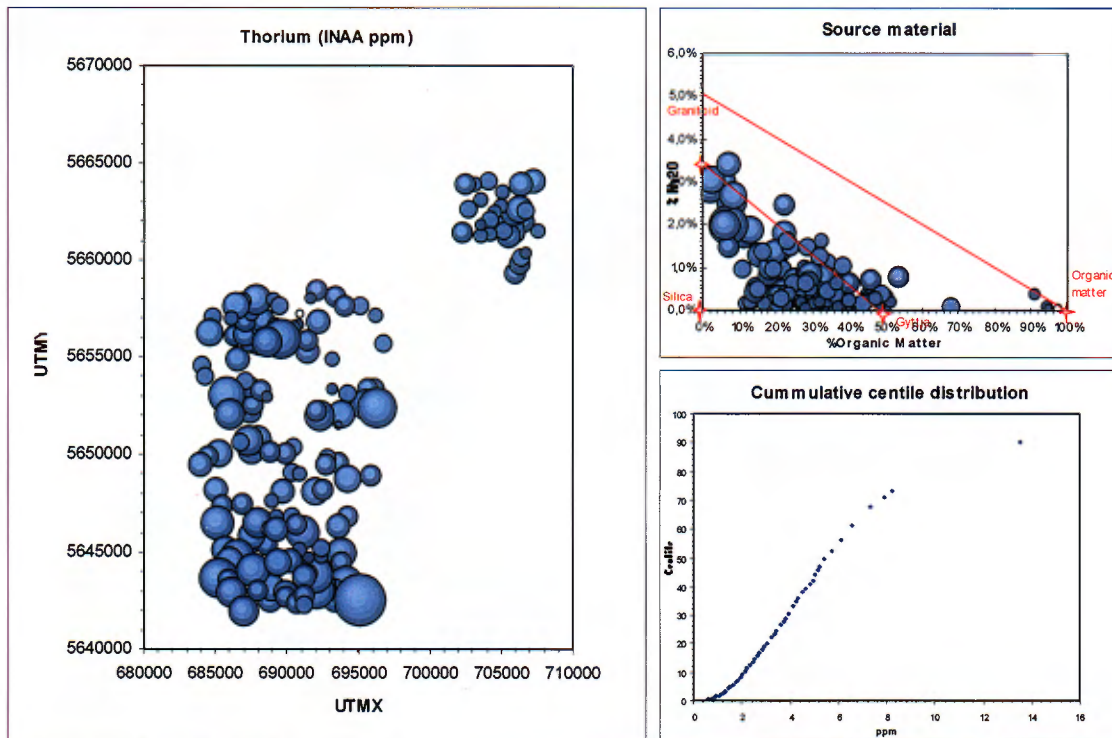 Thorium (INAA ppm)
5670000
5665000
5660000
5655000
5650000
5645000
5640000
UTMY
680000 685000 690000 695000 700000 705000 710000
UTMX
Source material
6,0%
5,0%
4,0%
3,0%
2,0%
1,0%
0,0%
Granitoid
Silica
Organic
matter
Gyttja
0% 10% 20% 30% 40% 50% 60% 70% 80% 90% 100%
%Organic Matter
Cummulative centile distribution
100
90
80
70
60
50
40
30
20
10
0
Centile
0 2 4 6 8 10 12 14 16
ppm